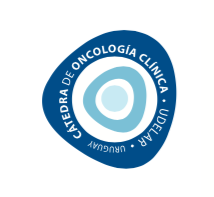 CÁTEDRA DE ONCOLOGÍA CLÍNICA • UDELAR • URUGUAY